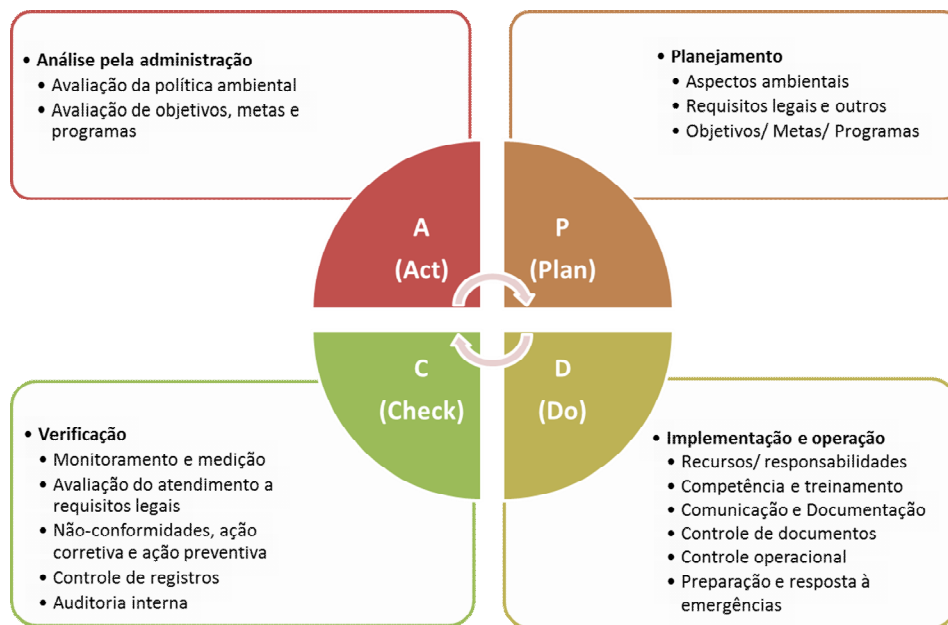 • Análise pela administração
• Avaliação da política ambiental
• Avaliação de objetivos, metas e
programas
• Planejamento
• Aspectos ambientais
• Requisitos legais e outros
• Objetivos/ Metas/ Programas
A
(Act)
P
(Plan)
C
(Check)
D
(Do)
• Verificação
• Monitoramento e medição
• Avaliação do atendimento a
requisitos legais
• Não-conformidades, ação
corretiva e ação preventiva
• Controle de registros
• Auditoria interna
• Implementação e operação
• Recursos/ responsabilidades
• Competência e treinamento
• Comunicação e Documentação
• Controle de documentos
• Controle operacional
• Preparação e resposta à
emergências